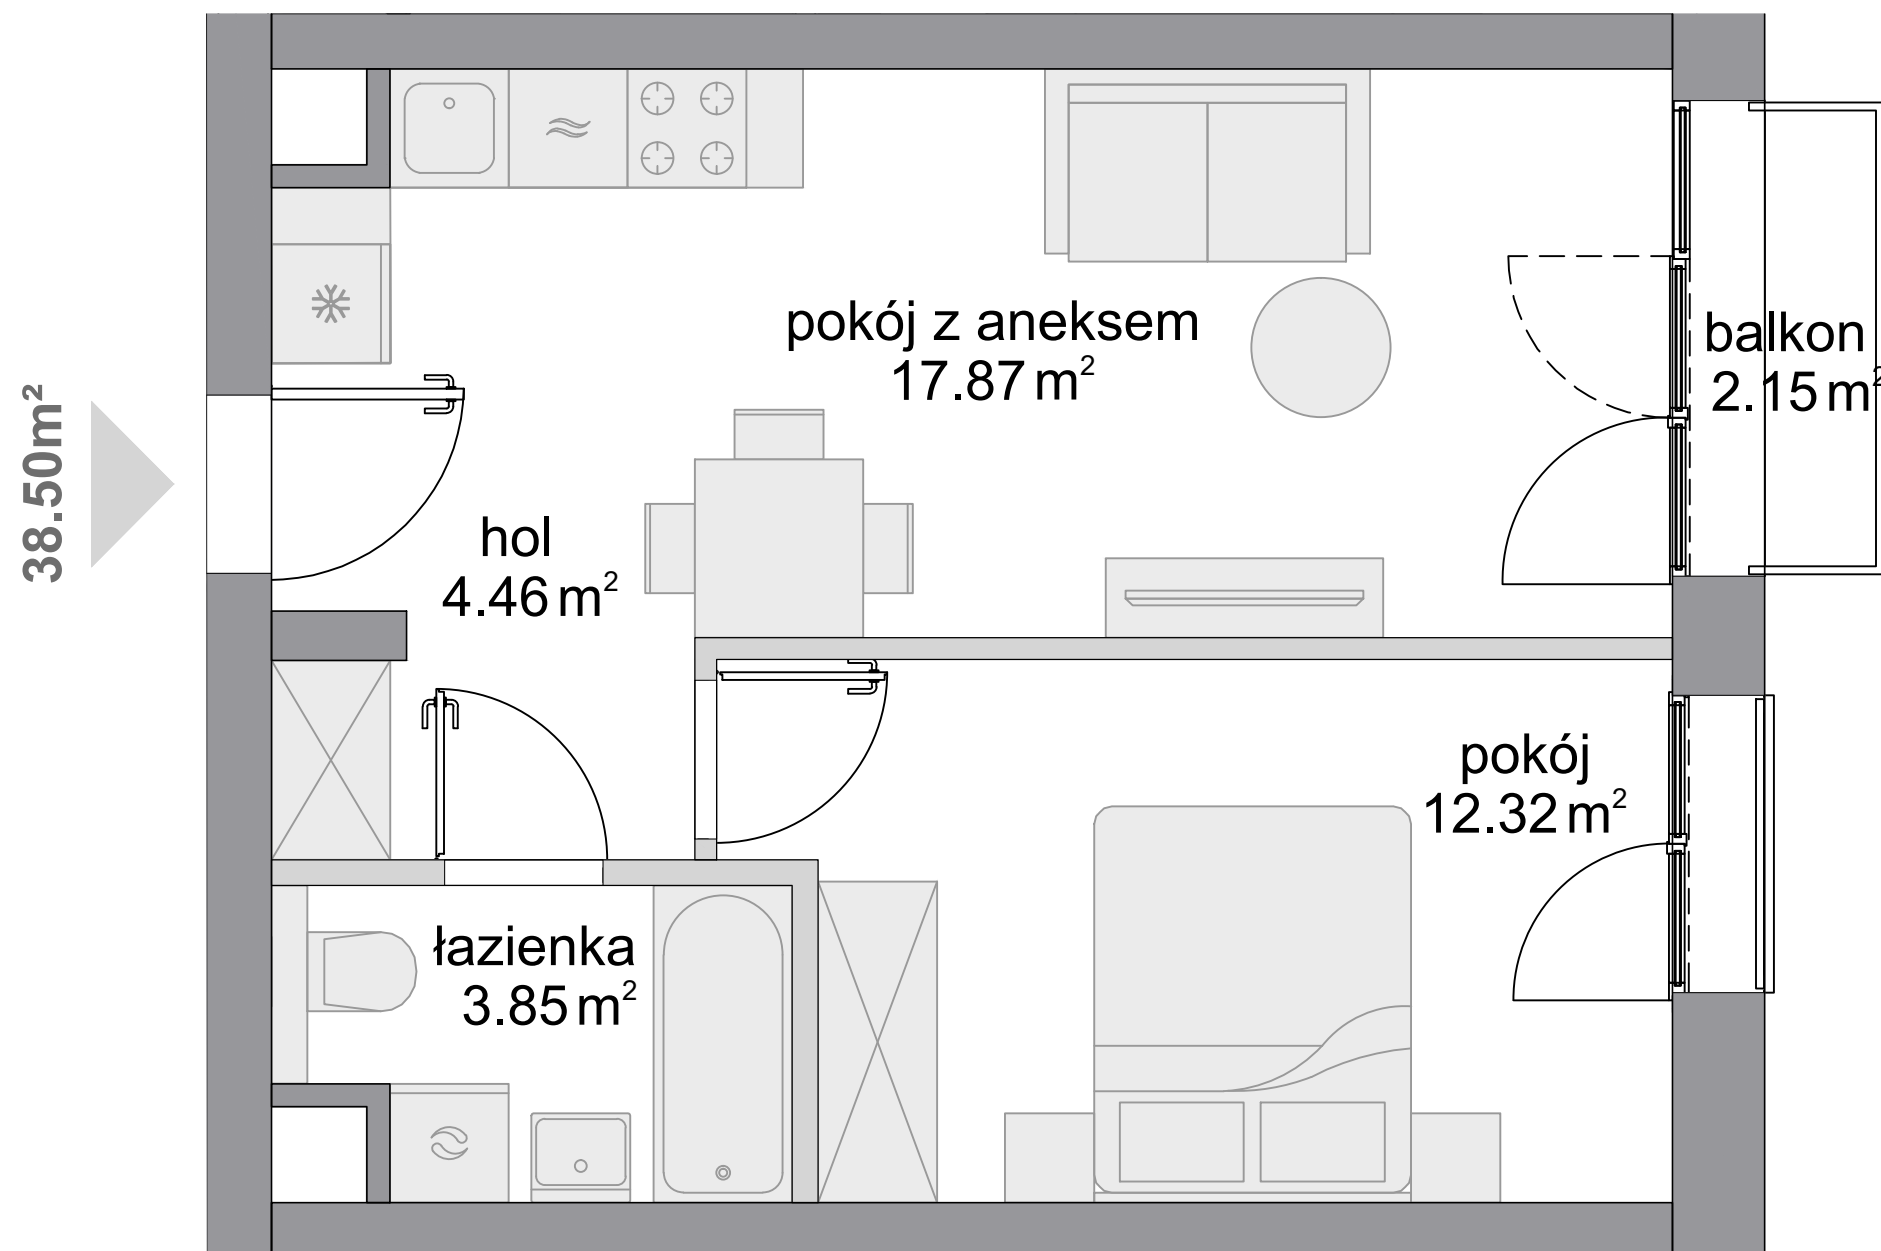 38.50m²
pokój z aneksem
17.87 m²
balkon
2.15 m²
hol
4.46 m²
pokój
12.32 m²
łazienka
3.85 m²